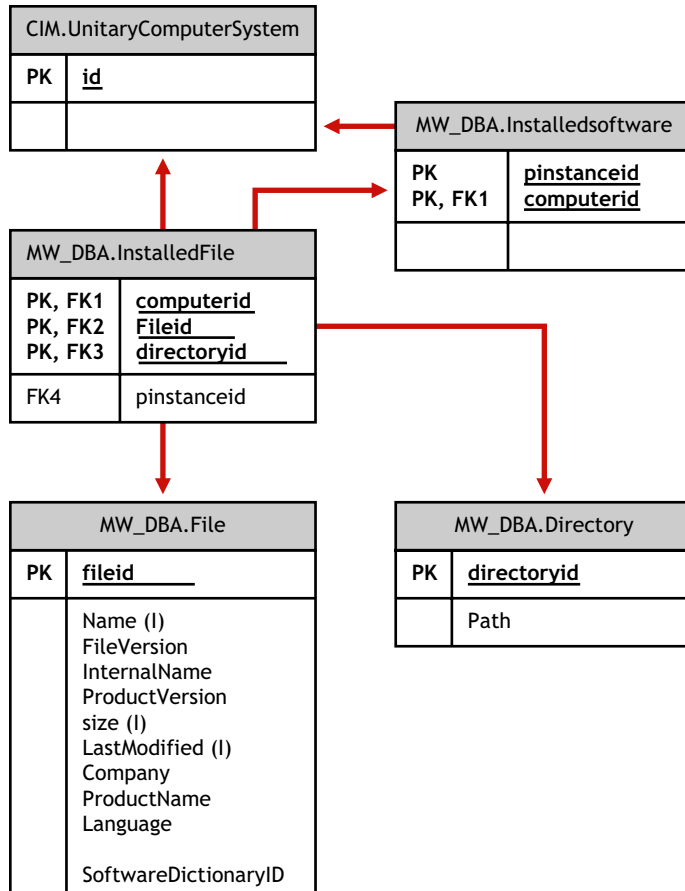 CIM.UnitaryComputerSystem
PK id
MW_DBA.Installedsoftware
PK pinstanceid
PK, FK1 computerid
MW_DBA.InstalledFile
PK, FK1 computerid
PK, FK2 Fileid
PK, FK3 directoryid
FK4 pinstanceid
MW_DBA.File
PK fileid
Name (I)
FileVersion
InternalName
ProductVersion
size (I)
LastModified (I)
Company
ProductName
Language
SoftwareDictionaryID
MW_DBA.Directory
PK directoryid
Path